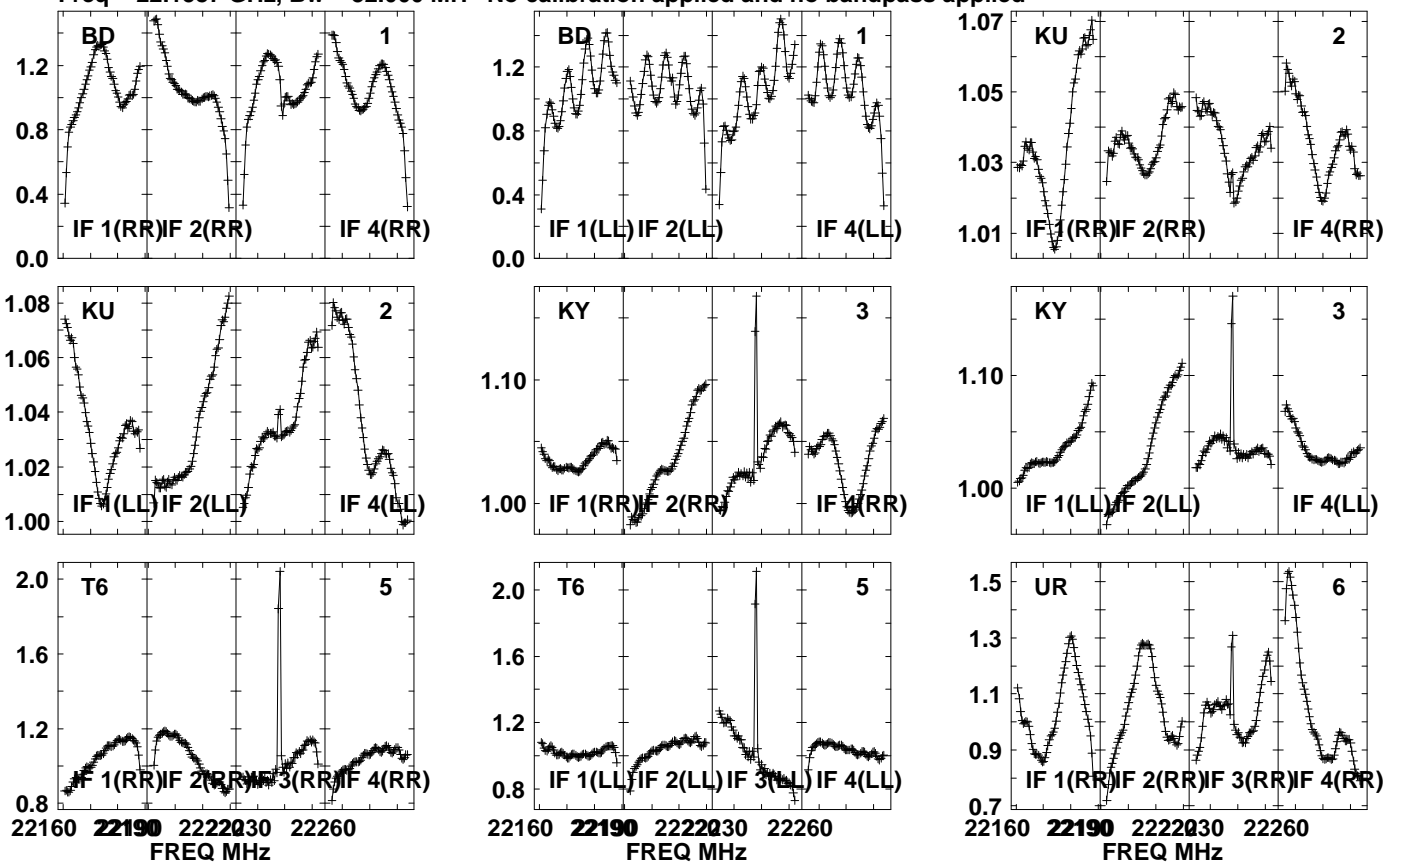 BD 1 BD 1 KU 2
1.2 0.8 0.4 0.0
IF 1(RR) IF 2(RR) IF 4(RR)
1.2 0.8 0.4 0.0
IF 1(LL) IF 2(LL) IF 4(LL)
1.07 1.05 1.03 1.01
IF 1(RR) IF 2(RR) IF 4(RR)
KU 2 KY 3 KY 3
1.08 1.06 1.04 1.02 1.00
IF 1(LL) IF 2(LL) IF 4(LL)
1.10 1.00
IF 1(RR) IF 2(RR) IF 4(RR)
1.10 1.00
IF 1(LL) IF 2(LL) IF 4(LL)
T6 5 T6 5 UR 6
2.0 1.6 1.2 0.8
IF 1(RR) IF 2(RR) IF 3(RR) IF 4(RR)
2.0 1.6 1.2 0.8
IF 1(LL) IF 2(LL) IF 3(LL) IF 4(LL)
1.5 1.3 1.1 0.9 0.7
IF 1(RR) IF 2(RR) IF 3(RR) IF 4(RR)
22160 22190 22260 22160 22190 22260 22160 22190 22260
FREQ MHz FREQ MHz FREQ MHz